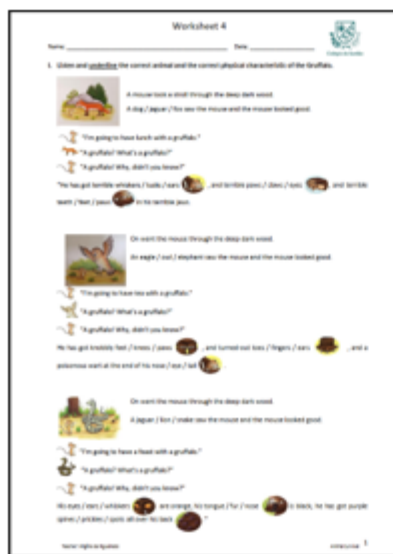 Worksheet 4
Name: Date:
1. Listen and underline the correct animal and the correct physical characteristic of the Gruffalo.
A mouse took a stroll through the deep dark wood.
A dog / jaguar / fox saw the mouse and the mouse looked good.
"I'm going to have lunch with a gruffalo."
"A gruffalo! What's a gruffalo?"
"A gruffalo! Why, didn't you know?"
"He has got terrible / / ears , and terrible paws / claws / eyes , and terrible
teeth / feet / paws in his terrible jaws.
On went the mouse through the deep dark wood.
An eagle / owl / elephant saw the mouse and the mouse looked good.
"I'm going to have tea with a gruffalo."
"A gruffalo! What's a gruffalo?"
"A gruffalo! Why, didn't you know?"
He has got knobbly feet / knees / paws , and turned out toes / fingers / ears , and a
poisonous wart at the end of his nose / eye / tail .
On went the mouse through the deep dark wood.
A jaguar / lion / snake saw the mouse and the mouse looked good.
"I'm going to have a feast with a gruffalo."
"A gruffalo? What's a gruffalo?"
"A gruffalo! Why, didn't you know?"
His eyes / ears / whiskers are orange, his tongue / fur / nose is black, he has got purple
spines / prickles / all over his back ."